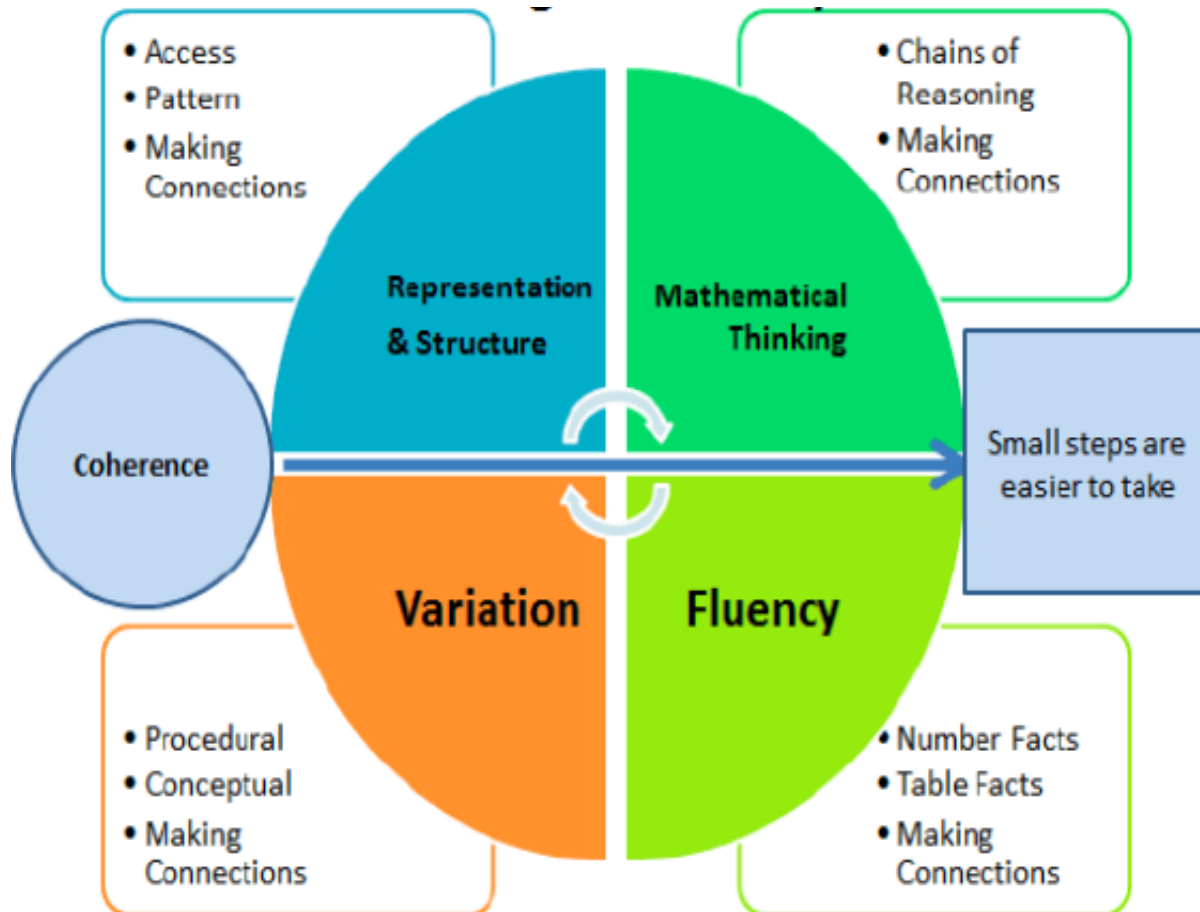 • Access
• Pattern
• Making
Connections
• Chains of
Reasoning
• Making
Connections
Representation
& Structure
Mathematical
Thinking
Coherence
Small steps are
easier to take
Variation
Fluency
• Procedural
• Conceptual
• Making
Connections
• Number Facts
• Table Facts
• Making
Connections